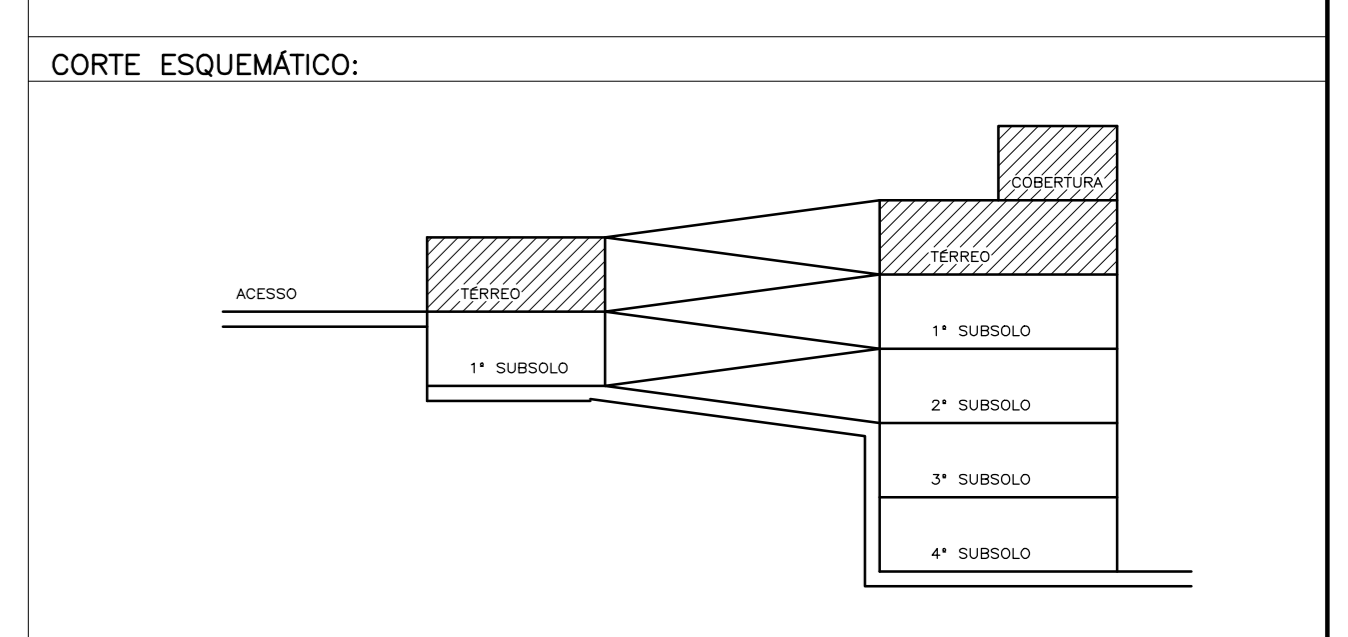 CORTE ESQUEMÁTICO:
COBERTURA
TÉRREO
ACESSO
TÉRREO
1º SUBSOLO
1º SUBSOLO
2º SUBSOLO
3º SUBSOLO
4º SUBSOLO